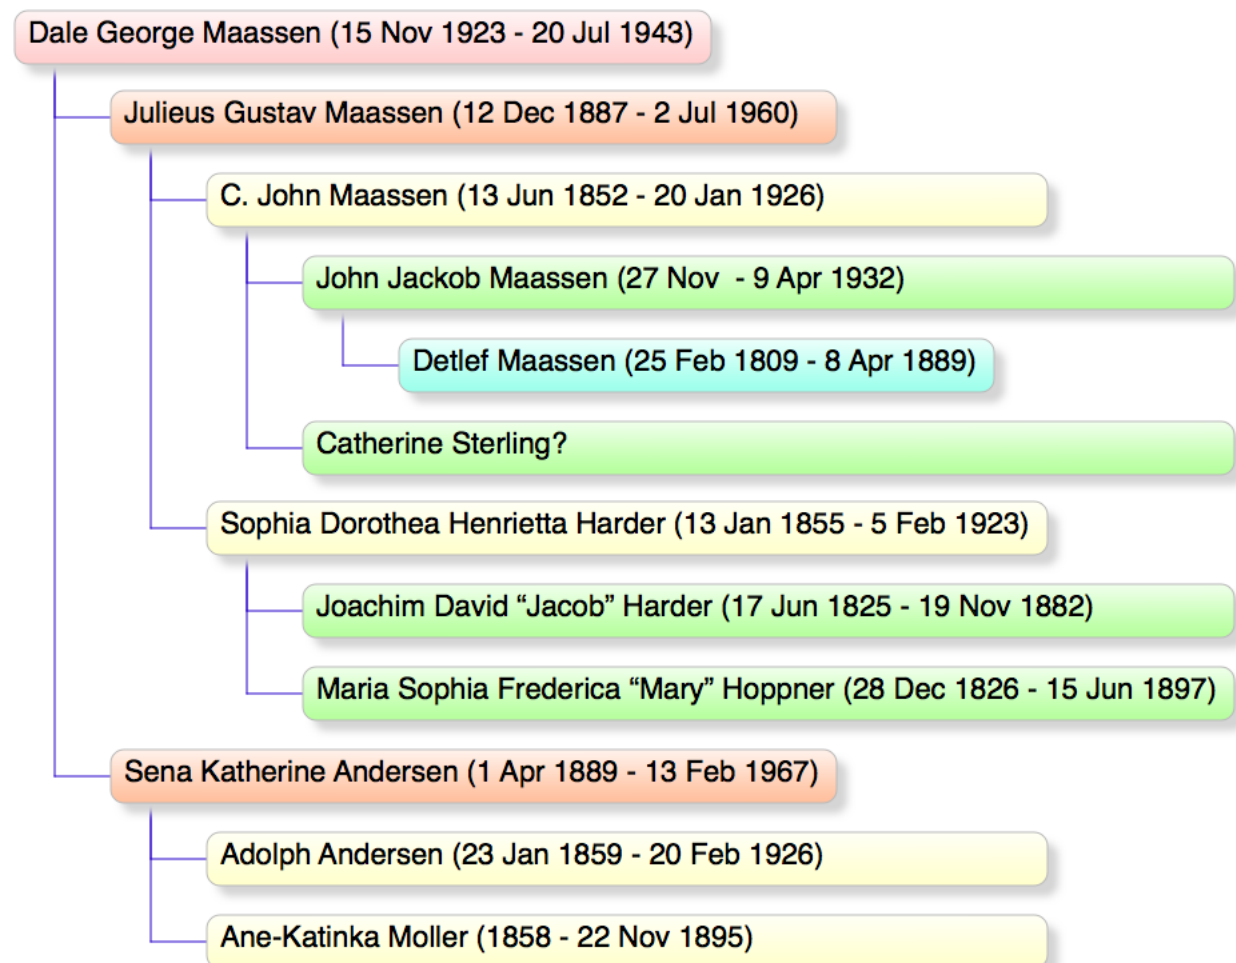 Dale George Maassen (15 Nov 1923 - 20 Jul 1943)
Julieus Gustav Maassen (12 Dec 1887 - 2 Jul 1960)
C. John Maassen (13 Jun 1852 - 20 Jan 1926)
John Jackob Maassen (27 Nov  - 9 Apr 1932)
Detlef Maassen (25 Feb 1809 - 8 Apr 1889)
Catherine Sterling?
Sophia Dorothea Henrietta Harder (13 Jan 1855 - 5 Feb 1923)
Joachim David “Jacob” Harder (17 Jun 1825 - 19 Nov 1882)
Maria Sophia Frederica “Mary” Hoppner (28 Dec 1826 - 15 Jun 1897)
Sena Katherine Andersen (1 Apr 1889 - 13 Feb 1967)
Adolph Andersen (23 Jan 1859 - 20 Feb 1926)
Ane-Katinka Moller (1858 - 22 Nov 1895)